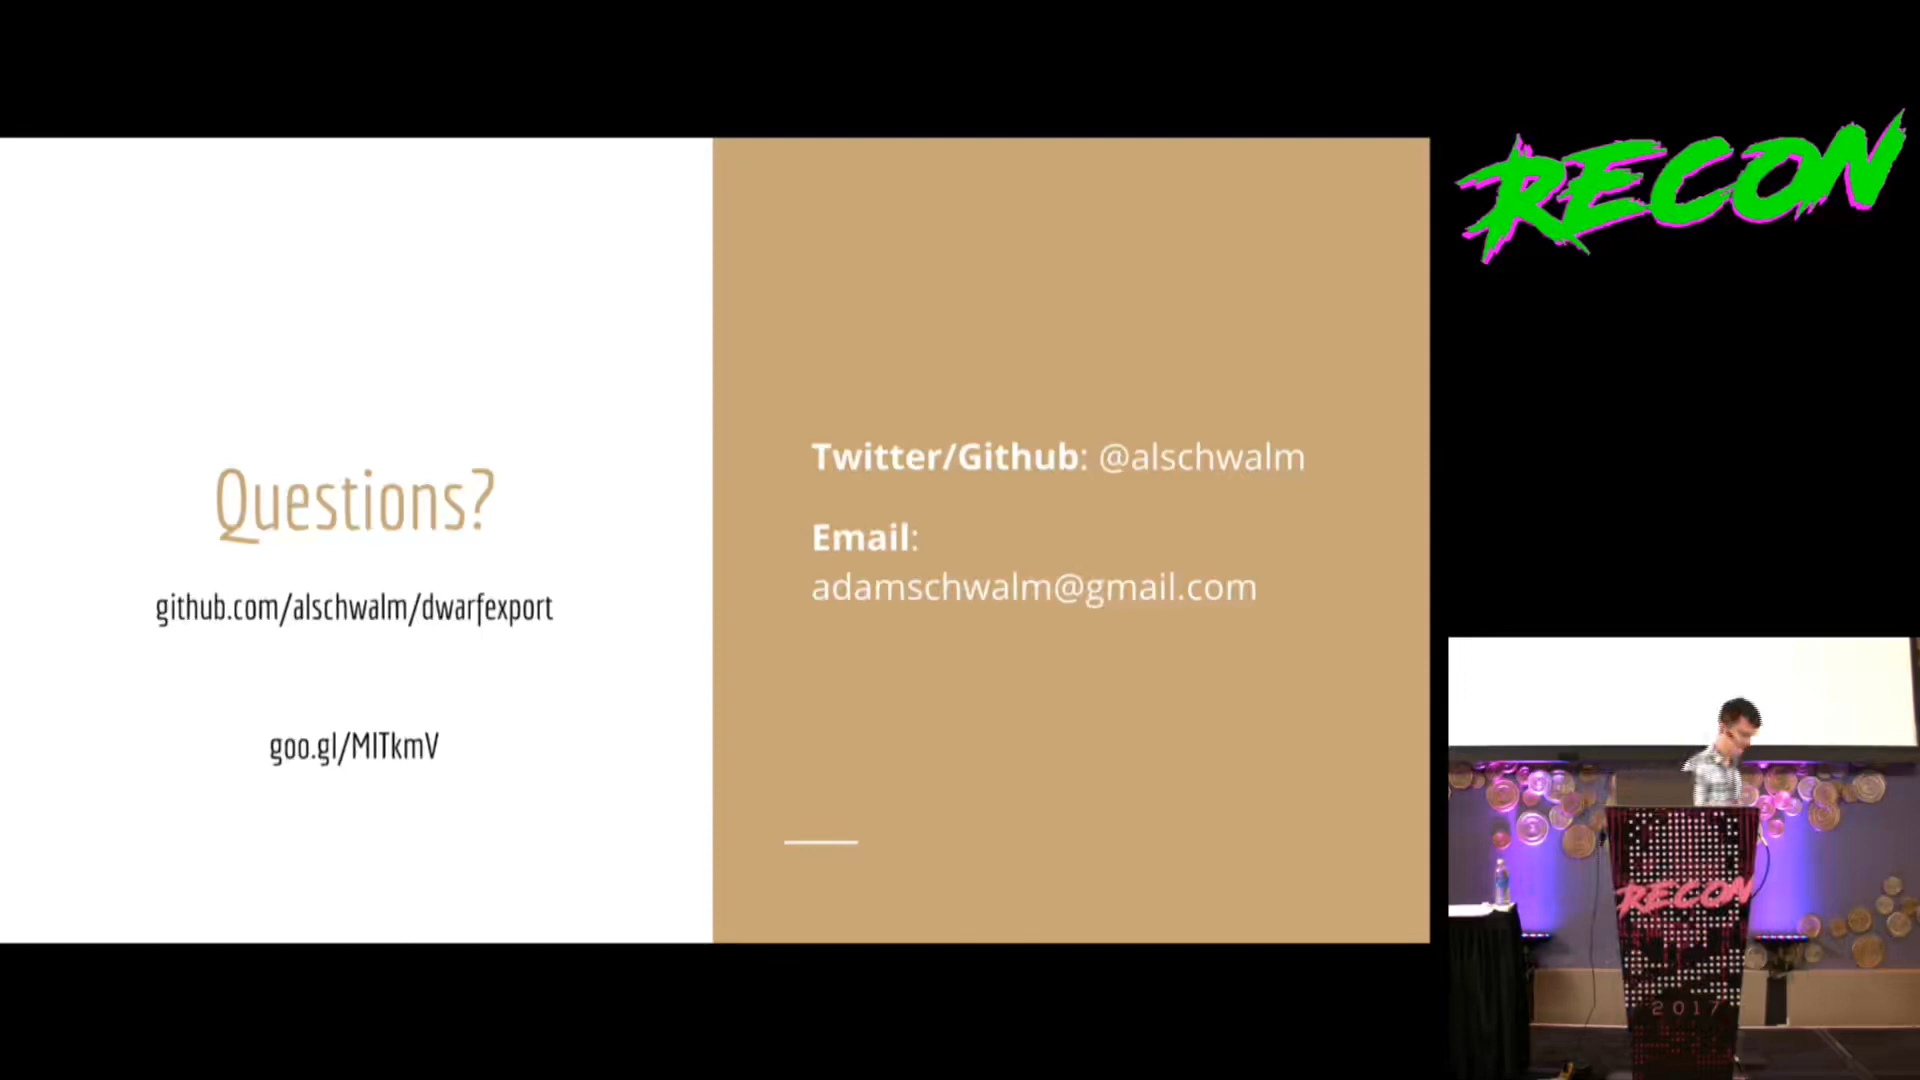 Questions?
github.com/alschwalm/dwarfexport
goo.gl/MITkmV
Twitter/Github: @alschwalm
Email:
adamschwalm@gmail.com
RECON
RECON
2017